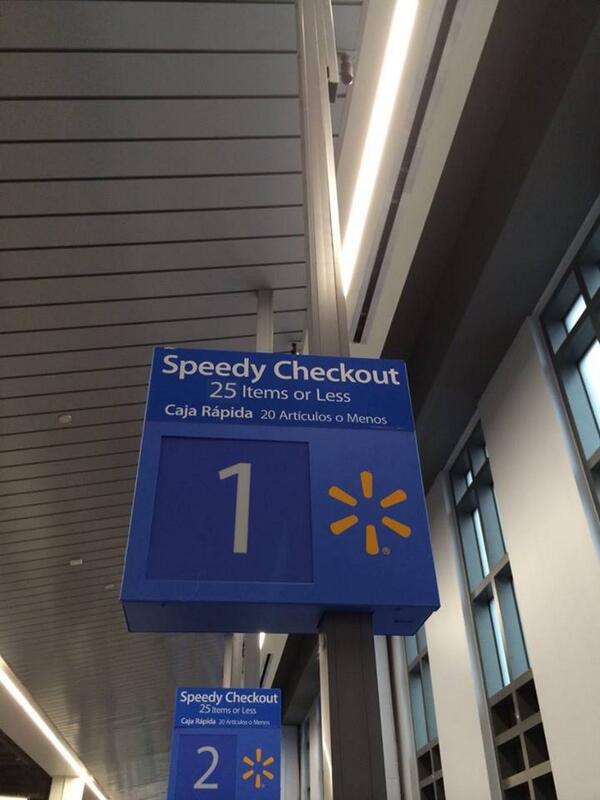 Speedy Checkout
25 Items or Less
Caja Rápida 20 Artículos o Menos
1
®
Speedy Checkout
25 Items or Less
Caja Rápida 20 Artículos o Menos
2